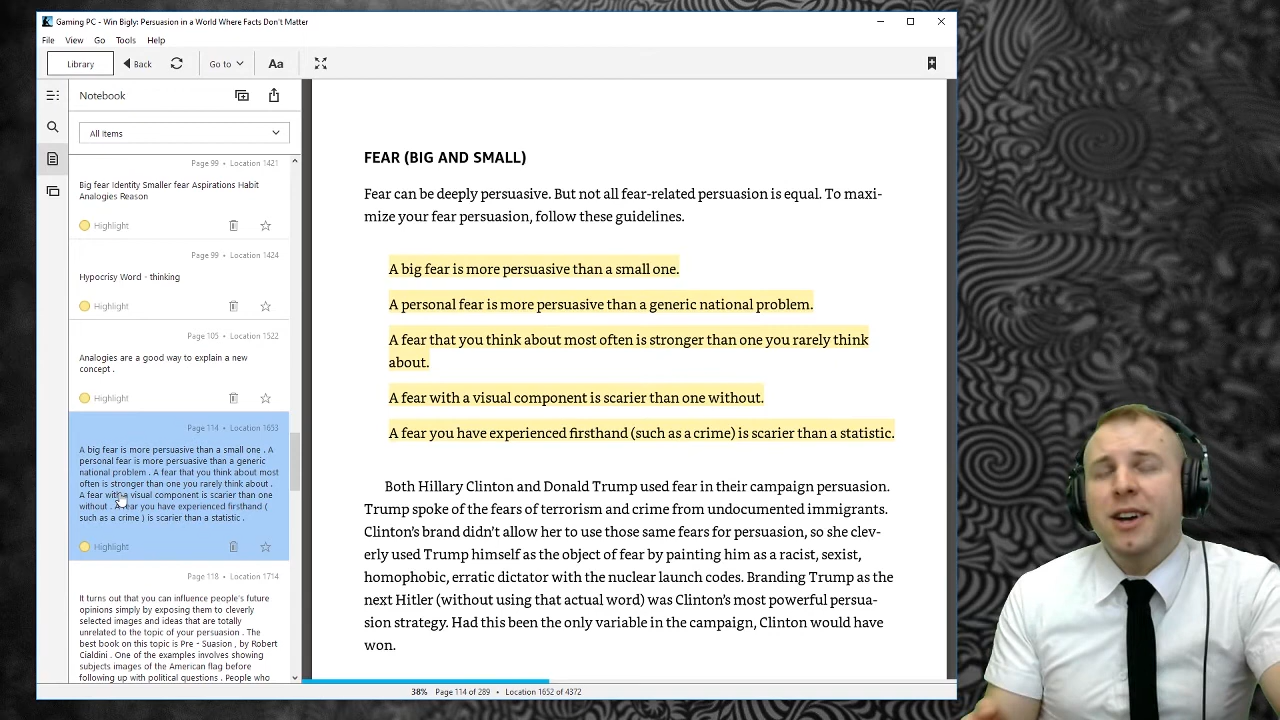 Gaming PC - Win Bigly: Persuasion in a World Where Facts Don't Matter
File View Go Tools Help
Library Back Go to Aa
Notebook
All Items
Page 99 • Location 1421
Big fear Identity Smaller fear Aspirations Habit
Analogies Reason
Highlight
Page 99 • Location 1424
Hypocrisy Word - thinking
Highlight
Page 105 • Location 1522
Analogies are a good way to explain a new
concept .
Highlight
Page 114 • Location 1653
A big fear is more persuasive than a small one . A
personal fear is more persuasive than a generic
national problem . A fear that you think about most
often is stronger than one you rarely think about .
A fear with a visual component is scarier than one
without . A fear you have experienced firsthand (
such as a crime ) is scarier than a statistic .
Highlight
Page 118 • Location 1714
It turns out that you can influence people's future
opinions simply by exposing them to cleverly
selected images and ideas that are totally
unrelated to the topic of your persuasion . The
best book on this topic is Pre - Suasion , by Robert
Cialdini . One of the examples involves showing
subjects images of the American flag before
following up with political questions . People who
FEAR (BIG AND SMALL)
Fear can be deeply persuasive. But not all fear-related persuasion is equal. To maxi-
mize your fear persuasion, follow these guidelines.
A big fear is more persuasive than a small one.
A personal fear is more persuasive than a generic national problem.
A fear that you think about most often is stronger than one you rarely think
about.
A fear with a visual component is scarier than one without.
A fear you have experienced firsthand (such as a crime) is scarier than a statistic.
Both Hillary Clinton and Donald Trump used fear in their campaign persuasion.
Trump spoke of the fears of terrorism and crime from undocumented immigrants.
Clinton's brand didn't allow her to use those same fears for persuasion, so she clev-
erly used Trump himself as the object of fear by painting him as a racist, sexist,
homophobic, erratic dictator with the nuclear launch codes. Branding Trump as the
next Hitler (without using that actual word) was Clinton's most powerful persua-
sion strategy. Had this been the only variable in the campaign, Clinton would have
won.
38% Page 114 of 289 • Location 1652 of 4372